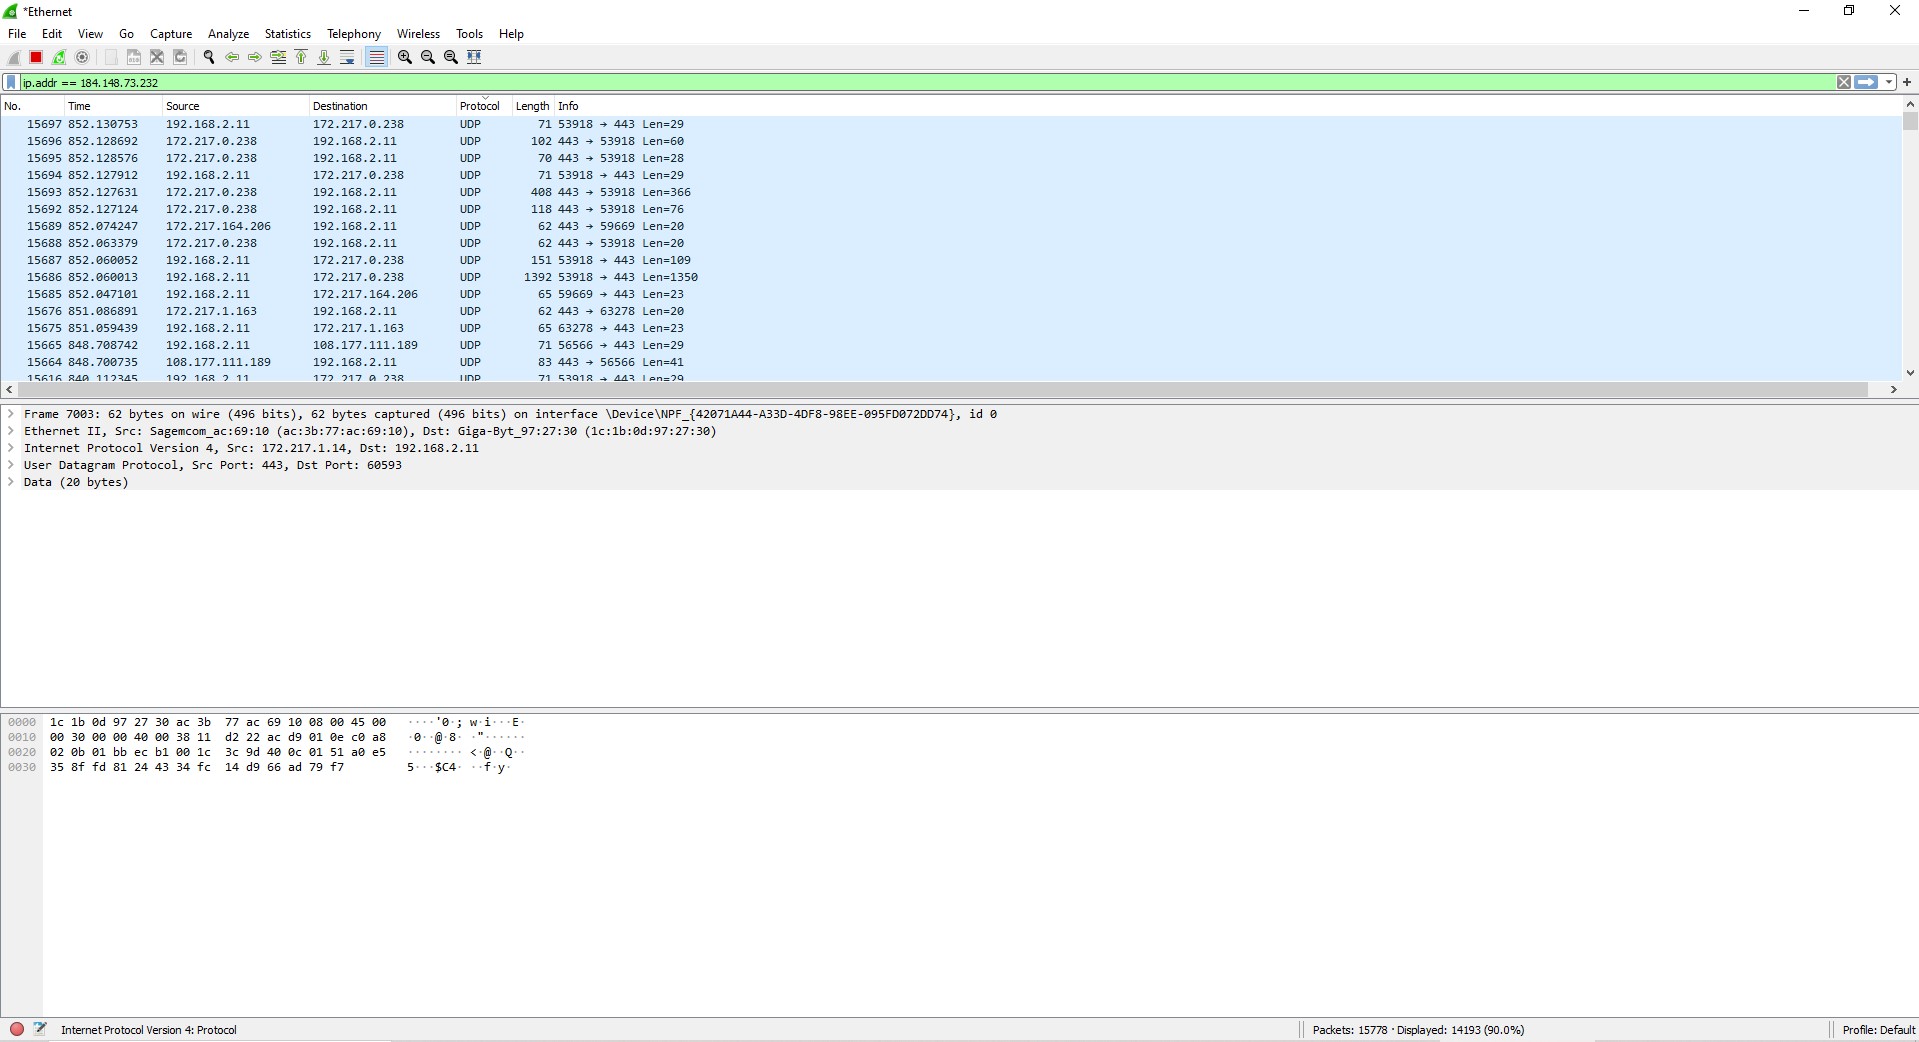 *Ethernet
File Edit View Go Capture Analyze Statistics Telephony Wireless Tools Help
ip.addr == 184.148.73.232
No. Time Source Destination Protocol Length Info
15697 852.130753 192.168.2.11 172.217.0.238 UDP 71 53918 → 443 Len=29
15696 852.128692 172.217.0.238 192.168.2.11 UDP 102 443 → 53918 Len=60
15695 852.128576 172.217.0.238 192.168.2.11 UDP 70 443 → 53918 Len=28
15694 852.127912 192.168.2.11 172.217.0.238 UDP 71 53918 → 443 Len=29
15693 852.127631 172.217.0.238 192.168.2.11 UDP 408 443 → 53918 Len=366
15692 852.127124 172.217.0.238 192.168.2.11 UDP 118 443 → 53918 Len=76
15689 852.074247 172.217.164.206 192.168.2.11 UDP 62 443 → 59669 Len=20
15688 852.063379 172.217.0.238 192.168.2.11 UDP 62 443 → 53918 Len=20
15687 852.060052 192.168.2.11 172.217.0.238 UDP 151 53918 → 443 Len=109
15686 852.060013 192.168.2.11 172.217.0.238 UDP 1392 53918 → 443 Len=1350
15685 852.047101 192.168.2.11 172.217.164.206 UDP 65 59669 → 443 Len=23
15676 851.086891 172.217.1.163 192.168.2.11 UDP 62 443 → 63278 Len=20
15675 851.059439 192.168.2.11 172.217.1.163 UDP 65 63278 → 443 Len=23
15665 848.708742 192.168.2.11 108.177.111.189 UDP 71 56566 → 443 Len=29
15664 848.700735 108.177.111.189 192.168.2.11 UDP 83 443 → 56566 Len=41
15616 840.112345 192.168.2.11 172.217.0.238 UDP 71 53918 → 443 Len=29
Frame 7003: 62 bytes on wire (496 bits), 62 bytes captured (496 bits) on interface \Device\NPF_{42071A44-A33D-4DF8-98EE-095FD072DD74}, id 0
Ethernet II, Src: Sagemcom_ac:69:10 (ac:3b:77:ac:69:10), Dst: Giga-Byt_97:27:30 (1c:1b:0d:97:27:30)
Internet Protocol Version 4, Src: 172.217.1.14, Dst: 192.168.2.11
User Datagram Protocol, Src Port: 443, Dst Port: 60593
Data (20 bytes)
0000 1c 1b 0d 97 27 30 ac 3b 77 ac 69 10 08 00 45 00 ····'0·; w·i···E·
0010 00 30 00 00 40 00 38 11 d2 22 ac d9 01 0e c0 a8 ·0··@·8· ·"······
0020 02 0b 01 bb ec b1 00 1c 3c 9d 40 0c 01 51 a0 e5 ········ <·@··Q··
0030 35 8f fd 81 24 43 34 fc 14 d9 66 ad 79 f7 5···$C4· ··f·y·
Internet Protocol Version 4: Protocol
Packets: 15778 · Displayed: 14193 (90.0%)
Profile: Default